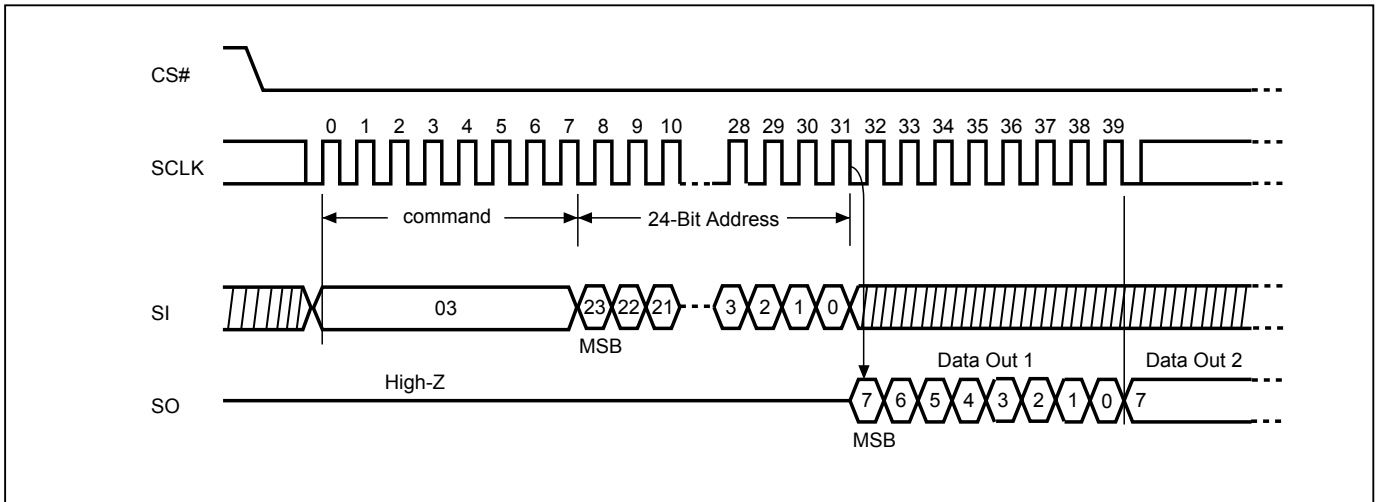 CS#
0 1 2 3 4 5 6 7 8 9 10 28 29 30 31 32 33 34 35 36 37 38 39
SCLK
command 24-Bit Address
SI 03 23 22 21 3 2 1 0
MSB
Data Out 1 Data Out 2
High-Z
SO 7 6 5 4 3 2 1 0 7
MSB